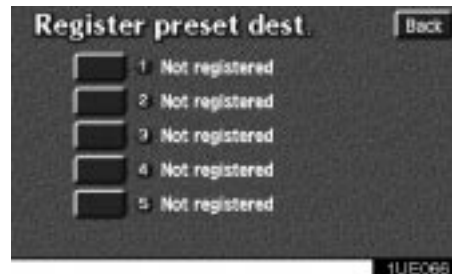 Register preset dest.
Back
1 Not registered
2 Not registered
3 Not registered
4 Not registered
5 Not registered
1UE066